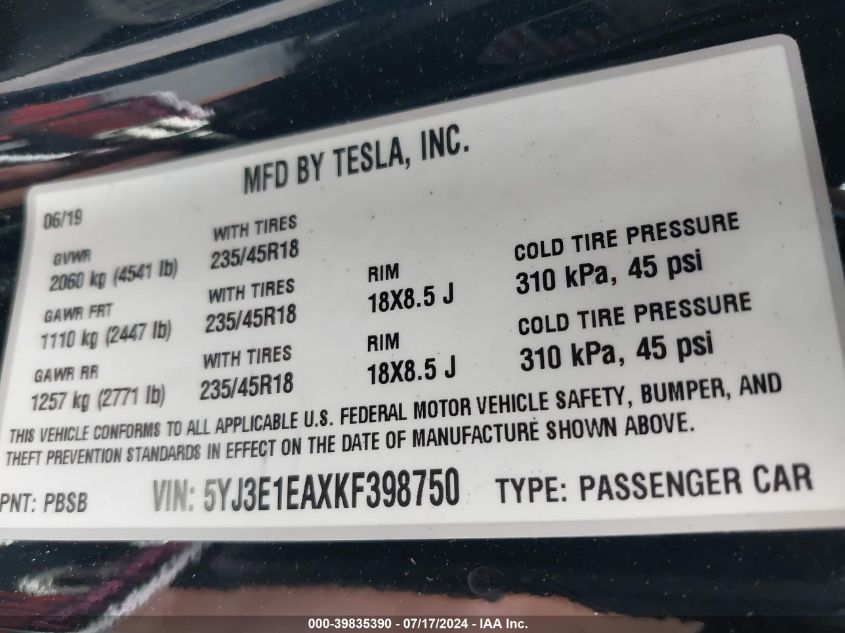 MFD BY TESLA, INC.
06/19
GVWR
2060 kg (4541 lb)
WITH TIRES
235/45R18
GAWR FRT
1110 kg (2447 lb)
WITH TIRES
235/45R18
RIM
18X8.5 J
COLD TIRE PRESSURE
310 kPa, 45 psi
GAWR RR
1257 kg (2771 lb)
WITH TIRES
235/45R18
RIM
18X8.5 J
COLD TIRE PRESSURE
310 kPa, 45 psi
THIS VEHICLE CONFORMS TO ALL APPLICABLE U.S. FEDERAL MOTOR VEHICLE SAFETY, BUMPER, AND
THEFT PREVENTION STANDARDS IN EFFECT ON THE DATE OF MANUFACTURE SHOWN ABOVE.
PNT: PBSB VIN: 5YJ3E1EAXKF398750 TYPE: PASSENGER CAR
000-39835390 - 07/17/2024 - IAA Inc.